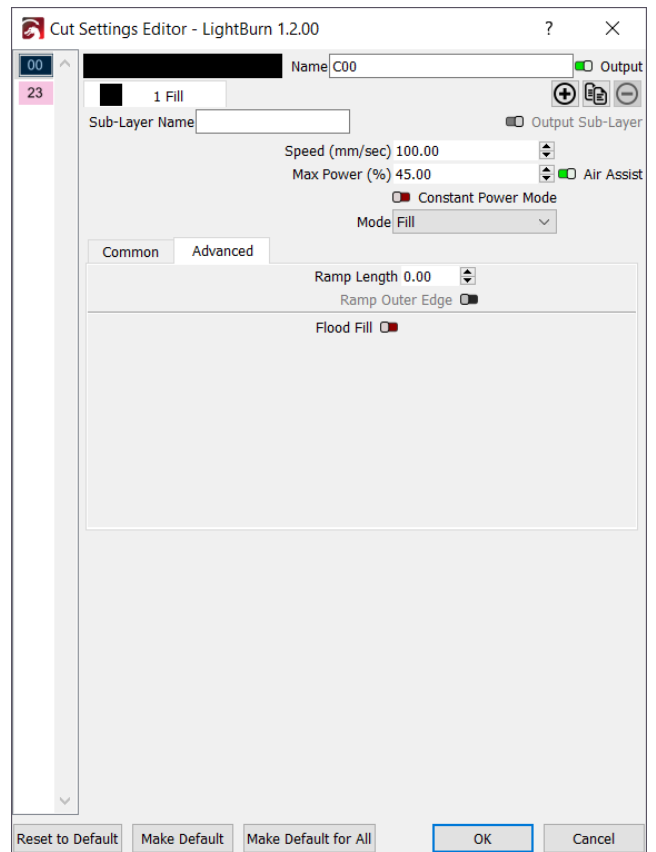 Cut Settings Editor - LightBurn 1.2.00 ? ×
00 Name C00 Output
23 1 Fill
Sub-Layer Name Output Sub-Layer
Speed (mm/sec) 100.00
Max Power (%) 45.00 Air Assist
Constant Power Mode
Mode Fill
Common Advanced
Ramp Length 0.00
Ramp Outer Edge
Flood Fill
Reset to Default Make Default Make Default for All OK Cancel